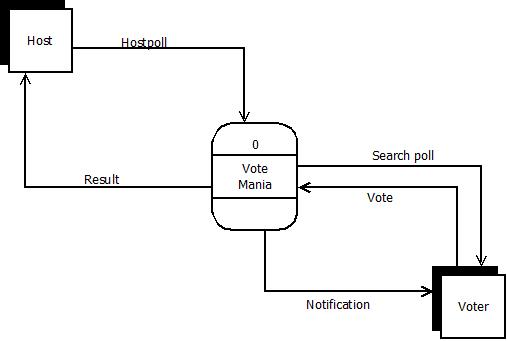 Host
Hostpoll
0
Vote
Mania
Search poll
Result
Vote
Notification
Voter